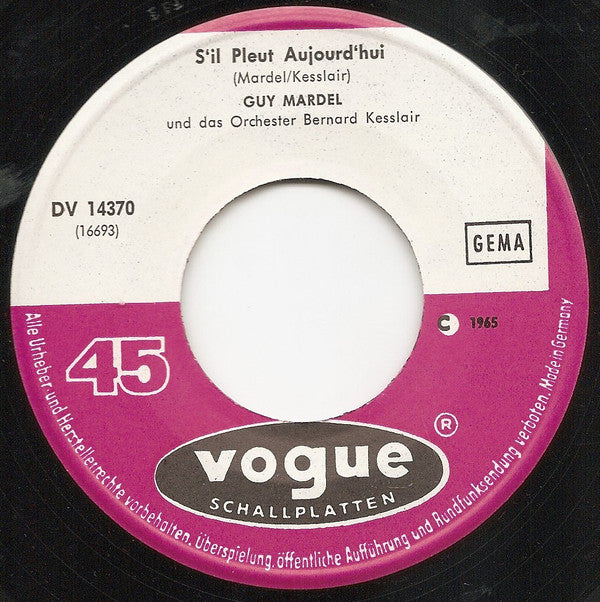 S'il Pleut Aujourd'hui
(Mardel/Kesslair)
GUY MARDEL
und das Orchester Bernard Kesslair
DV 14370
(16693)
GEMA
C 1965
45
®
vogue
SCHALLPLATTEN
Alle Urheber-und Herstellerrechte vorbehalten. Überspielung, öffentliche Aufführung und Rundfunksendung verboten. Made in Germany